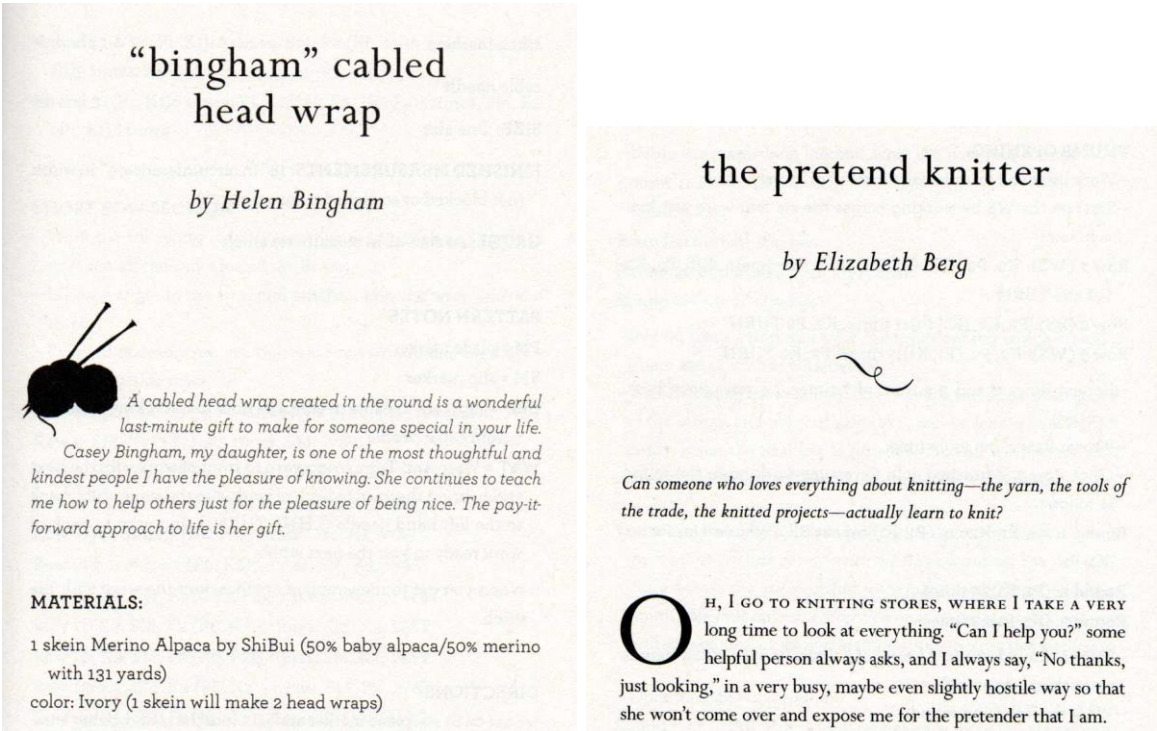 “bingham” cabled
head wrap
by Helen Bingham
A cabled head wrap created in the round is a wonderful
last-minute gift to make for someone special in your life.
Casey Bingham, my daughter, is one of the most thoughtful and
kindest people I have the pleasure of knowing. She continues to teach
me how to help others just for the pleasure of being nice. The pay-it-
forward approach to life is her gift.
MATERIALS:
1 skein Merino Alpaca by ShiBui (50% baby alpaca/50% merino
with 131 yards)
color: Ivory (1 skein will make 2 head wraps)
the pretend knitter
by Elizabeth Berg
Can someone who loves everything about knitting—the yarn, the tools of
the trade, the knitted projects—actually learn to knit?
OH, I GO TO KNITTING STORES, WHERE I TAKE A VERY
long time to look at everything. “Can I help you?” some
helpful person always asks, and I always say, “No thanks,
just looking,” in a very busy, maybe even slightly hostile way so that
she won’t come over and expose me for the pretender that I am.